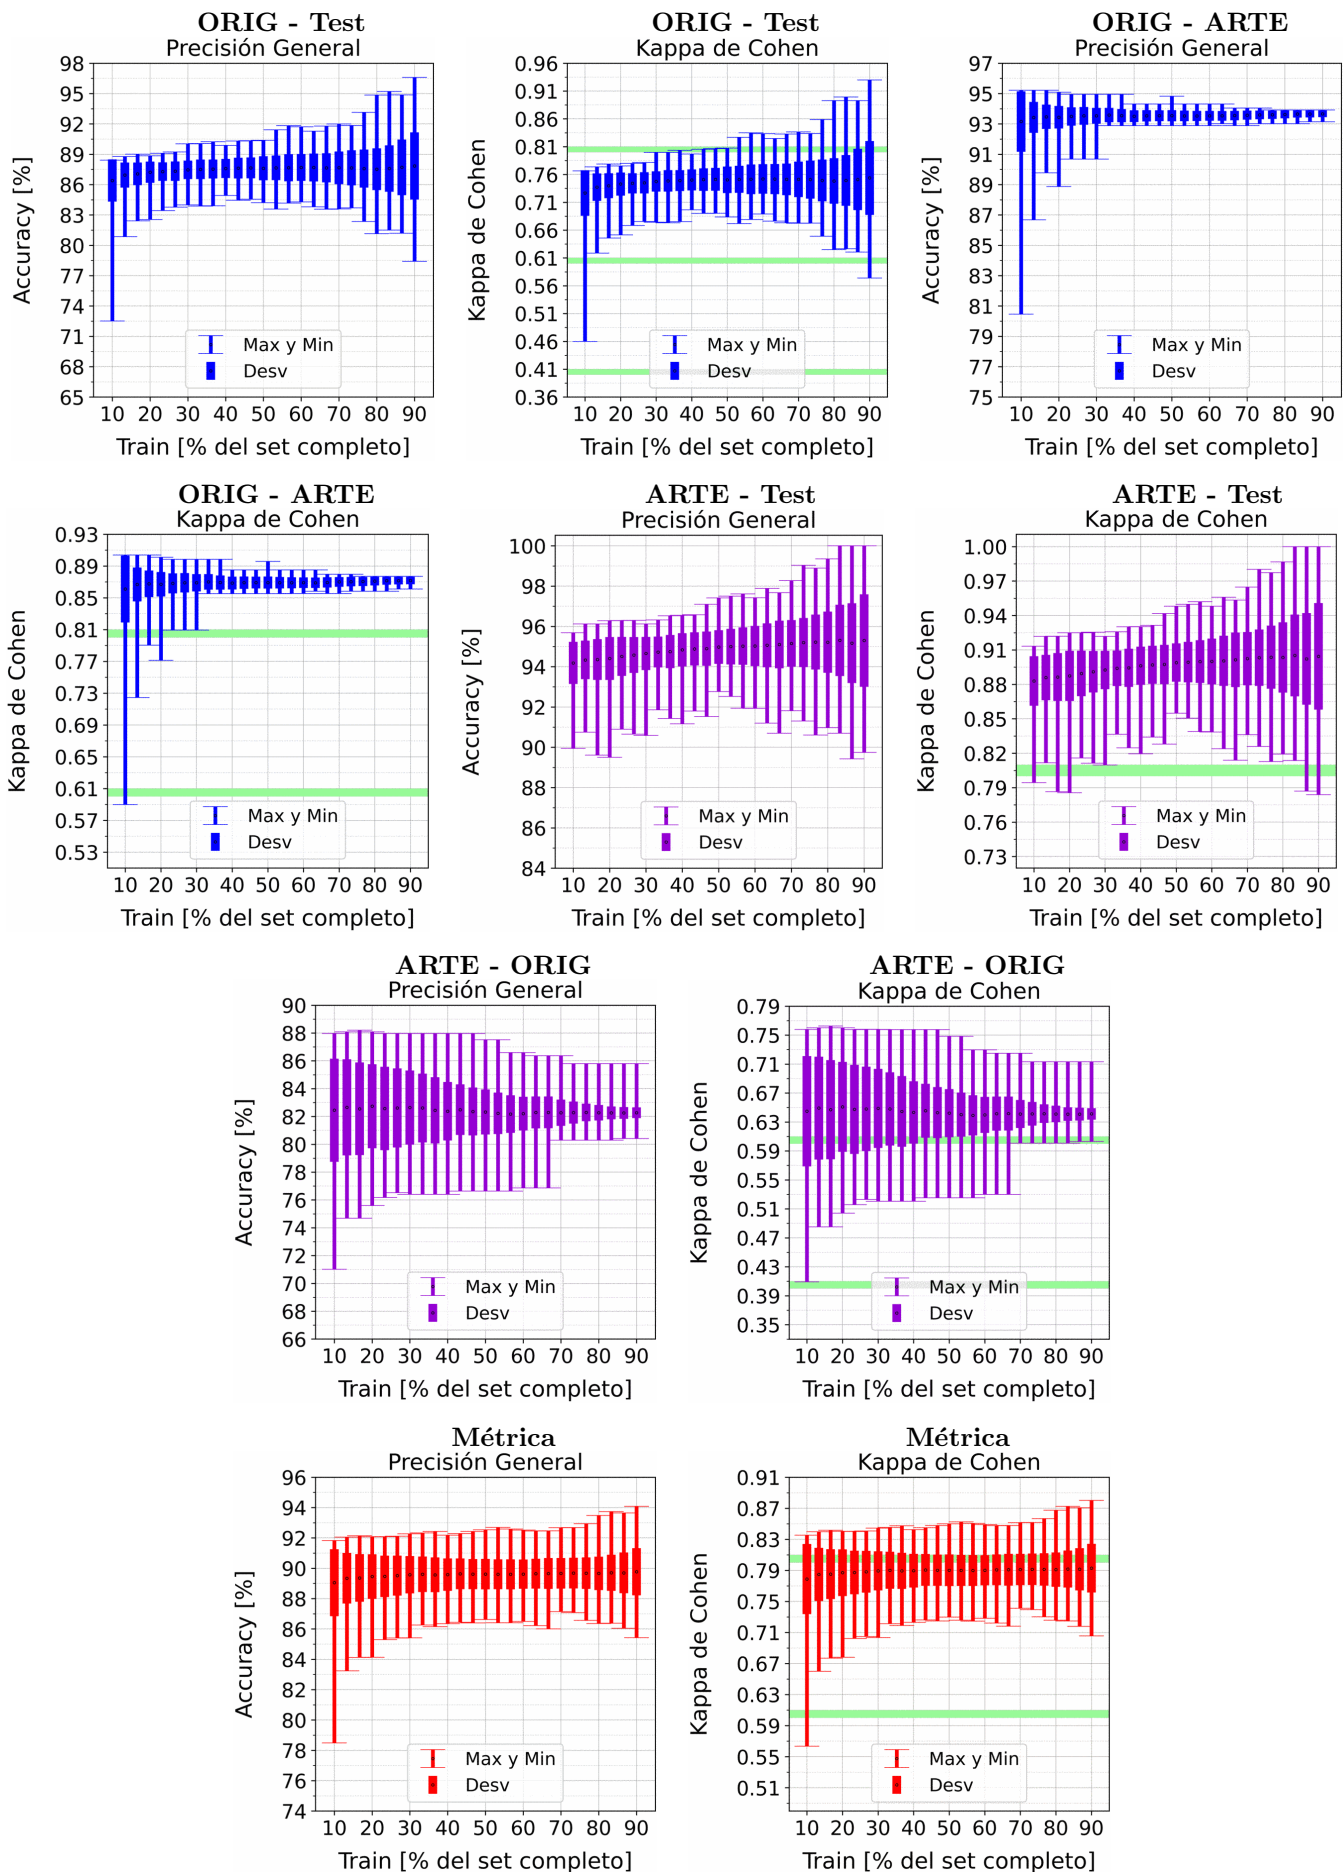 ORIG - Test
Precisión General
98
95
92
89
86
83
80
77
74
71
68
65
Accuracy [%]
Max y Min
Desv
10 20 30 40 50 60 70 80 90
Train [% del set completo]
ORIG - Test
Kappa de Cohen
0.96
0.91
0.86
0.81
0.76
0.71
0.66
0.61
0.56
0.51
0.46
0.41
0.36
Kappa de Cohen
Max y Min
Desv
10 20 30 40 50 60 70 80 90
Train [% del set completo]
ORIG - ARTE
Precisión General
97
95
93
91
89
87
85
83
81
79
77
75
Accuracy [%]
Max y Min
Desv
10 20 30 40 50 60 70 80 90
Train [% del set completo]
ORIG - ARTE
Kappa de Cohen
0.93
0.89
0.85
0.81
0.77
0.73
0.69
0.65
0.61
0.57
0.53
Kappa de Cohen
Max y Min
Desv
10 20 30 40 50 60 70 80 90
Train [% del set completo]
ARTE - Test
Precisión General
100
98
96
94
92
90
88
86
84
Accuracy [%]
Max y Min
Desv
10 20 30 40 50 60 70 80 90
Train [% del set completo]
ARTE - Test
Kappa de Cohen
1.00
0.97
0.94
0.91
0.88
0.85
0.82
0.79
0.76
0.73
Kappa de Cohen
Max y Min
Desv
10 20 30 40 50 60 70 80 90
Train [% del set completo]
ARTE - ORIG
Precisión General
90
88
86
84
82
80
78
76
74
72
70
68
66
Accuracy [%]
Max y Min
Desv
10 20 30 40 50 60 70 80 90
Train [% del set completo]
ARTE - ORIG
Kappa de Cohen
0.79
0.75
0.71
0.67
0.63
0.59
0.55
0.51
0.47
0.43
0.39
0.35
Kappa de Cohen
Max y Min
Desv
10 20 30 40 50 60 70 80 90
Train [% del set completo]
Métrica
Precisión General
96
94
92
90
88
86
84
82
80
78
76
74
Accuracy [%]
Max y Min
Desv
10 20 30 40 50 60 70 80 90
Train [% del set completo]
Métrica
Kappa de Cohen
0.91
0.87
0.83
0.79
0.75
0.71
0.67
0.63
0.59
0.55
0.51
Kappa de Cohen
Max y Min
Desv
10 20 30 40 50 60 70 80 90
Train [% del set completo]